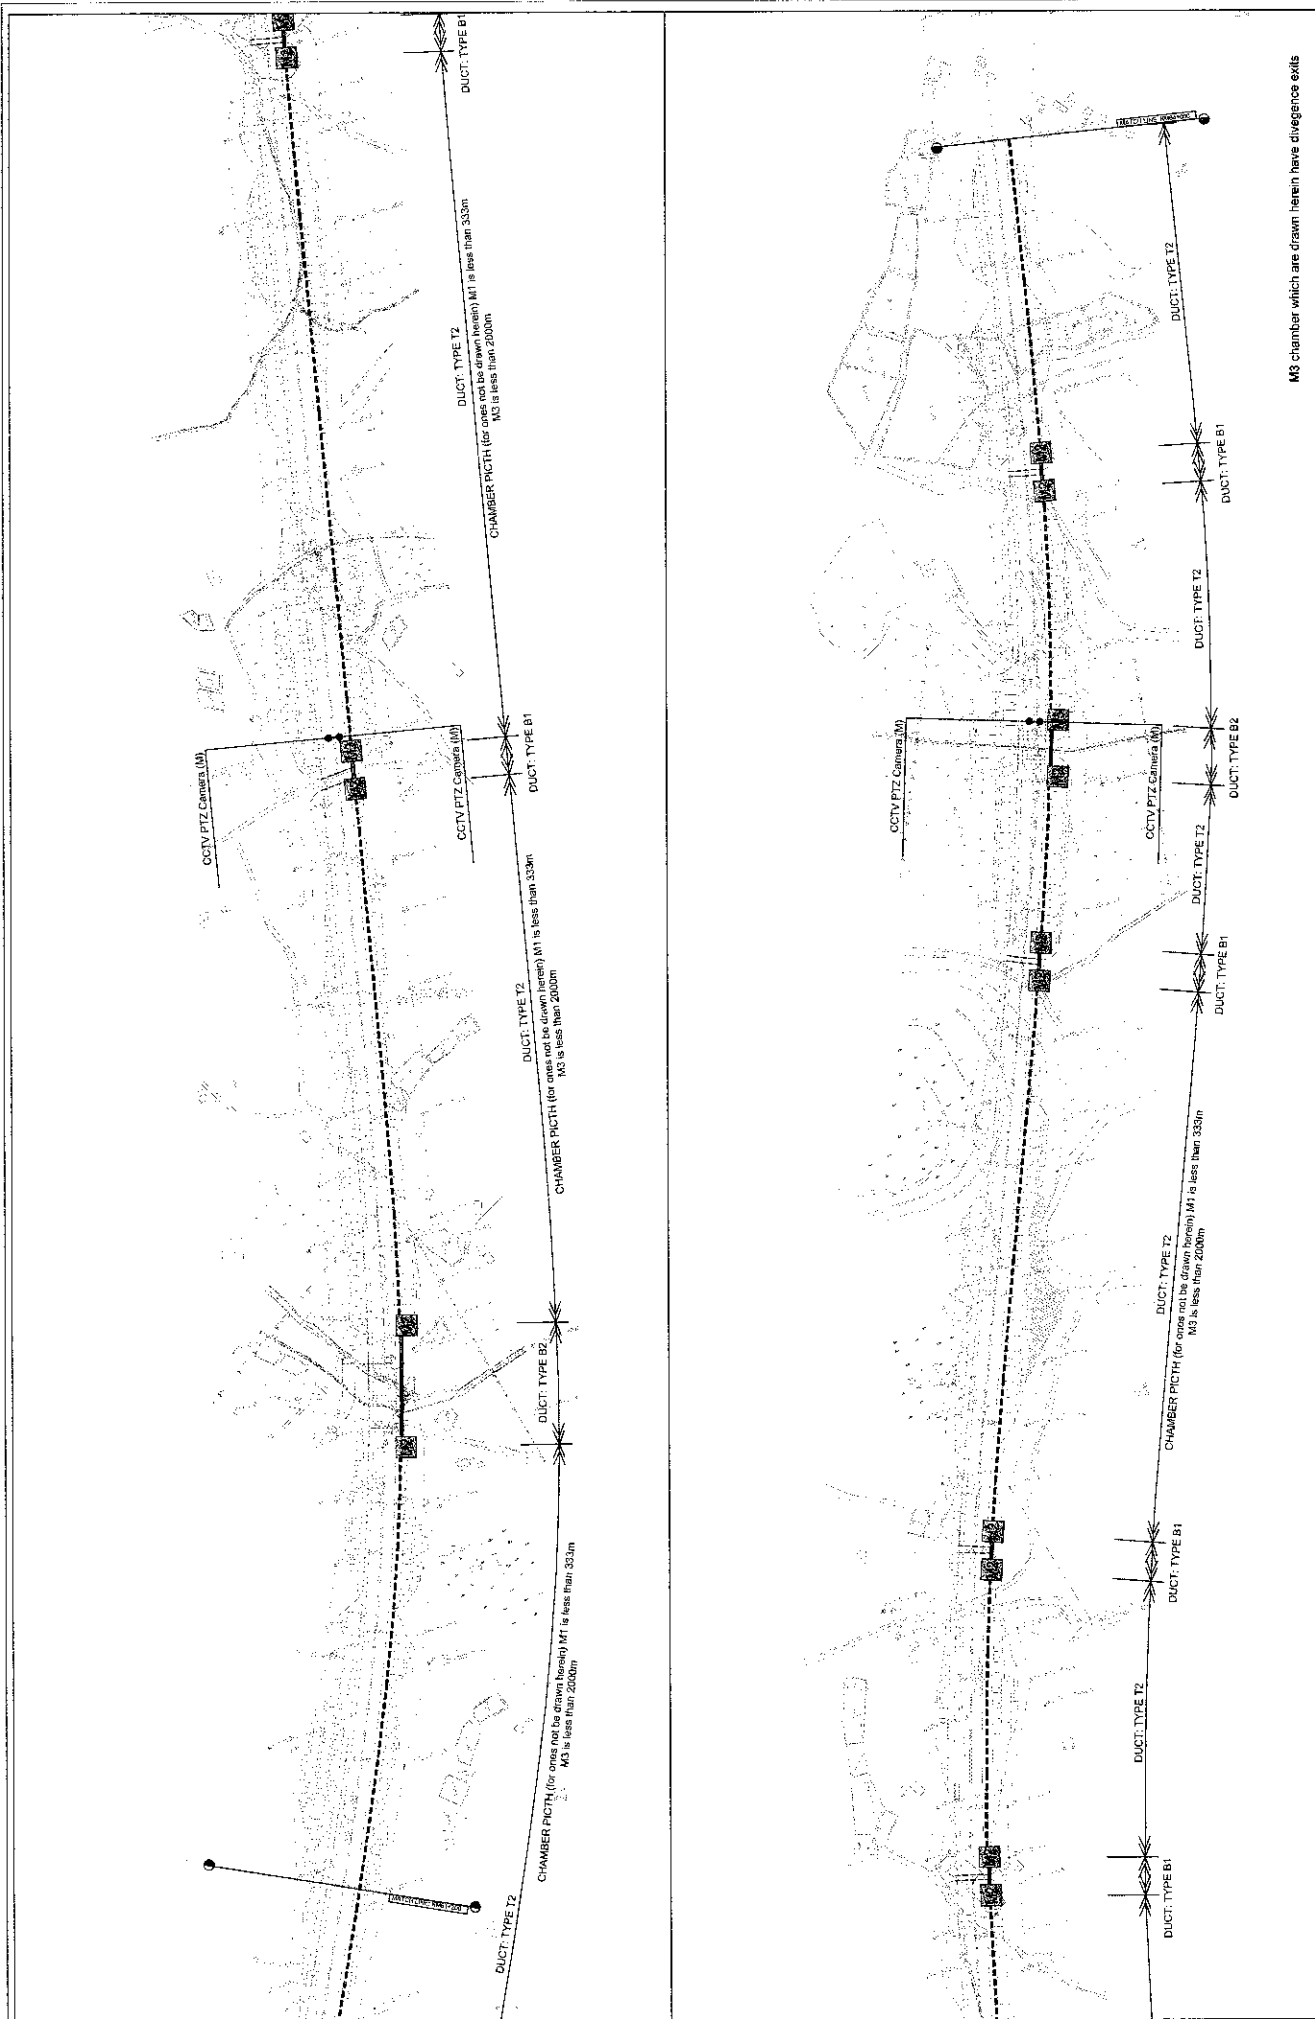 DUCT: TYPE B1
DUCT: TYPE T2
CHAMBER PICTH (for ones not be drawn herein) M1 is less than 333m
M3 is less than 2000m
CCTV PTZ Camera (M)
CCTV PTZ Camera (M)
DUCT: TYPE B1
DUCT: TYPE T2
CHAMBER PICTH (for ones not be drawn herein) M1 is less than 333m
M3 is less than 2000m
DUCT: TYPE B2
CHAMBER PICTH (for ones not be drawn herein) M1 is less than 333m
M3 is less than 2000m
DUCT: TYPE T2
DUCT: TYPE T2
DUCT: TYPE B1
DUCT: TYPE T2
CCTV PTZ Camera (M)
CCTV PTZ Camera (M)
DUCT: TYPE B2
DUCT: TYPE T2
DUCT: TYPE B1
DUCT: TYPE T2
CHAMBER PICTH (for ones not be drawn herein) M1 is less than 333m
M3 is less than 2000m
DUCT: TYPE B1
DUCT: TYPE T2
DUCT: TYPE B1
M3 chamber which are drawn herein have divegence exits